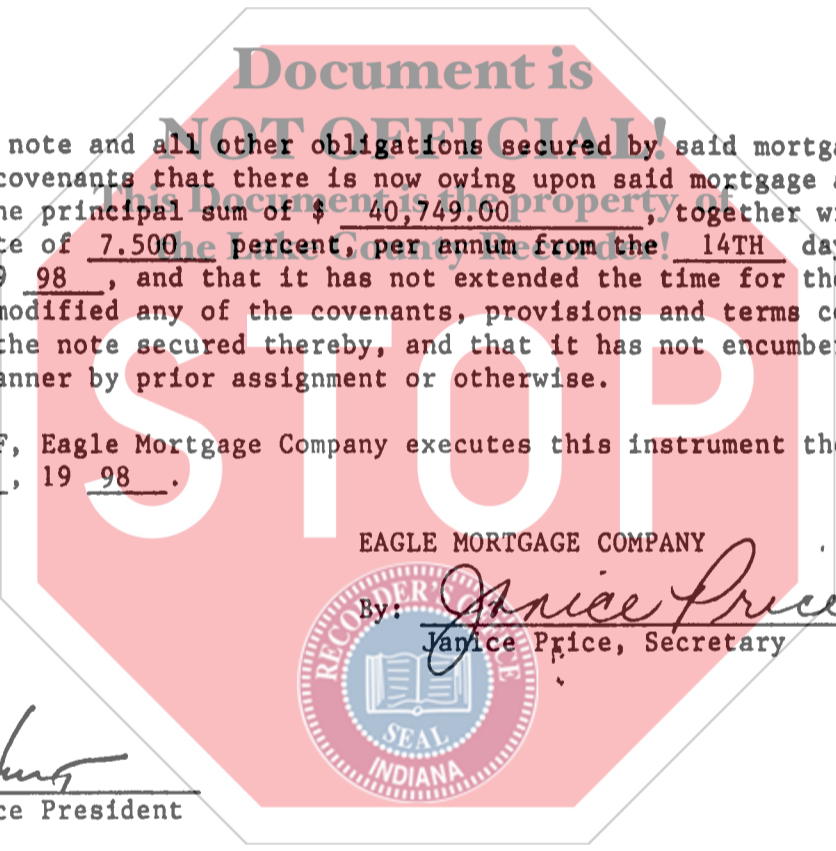 Document is
NOT OFFICIAL!
note and all other obligations secured by said mortga
covenants that there is now owing upon said mortgage
This Document is the property of
he principal sum of $ 40,749.00 , together w
the Lake County Recorder!
te of 7.500 percent, per annum from the 14TH da
9 98 , and that it has not extended the time for th
modified any of the covenants, provisions and terms c
the note secured thereby, and that it has not encumbe
anner by prior assignment or otherwise.
F, Eagle Mortgage Company executes this instrument th
, 19 98 .
STOP
EAGLE MORTGAGE COMPANY
By: Janice Price
Janice Price, Secretary
RECORDER'S OFFICE
SEAL
INDIANA
ce President